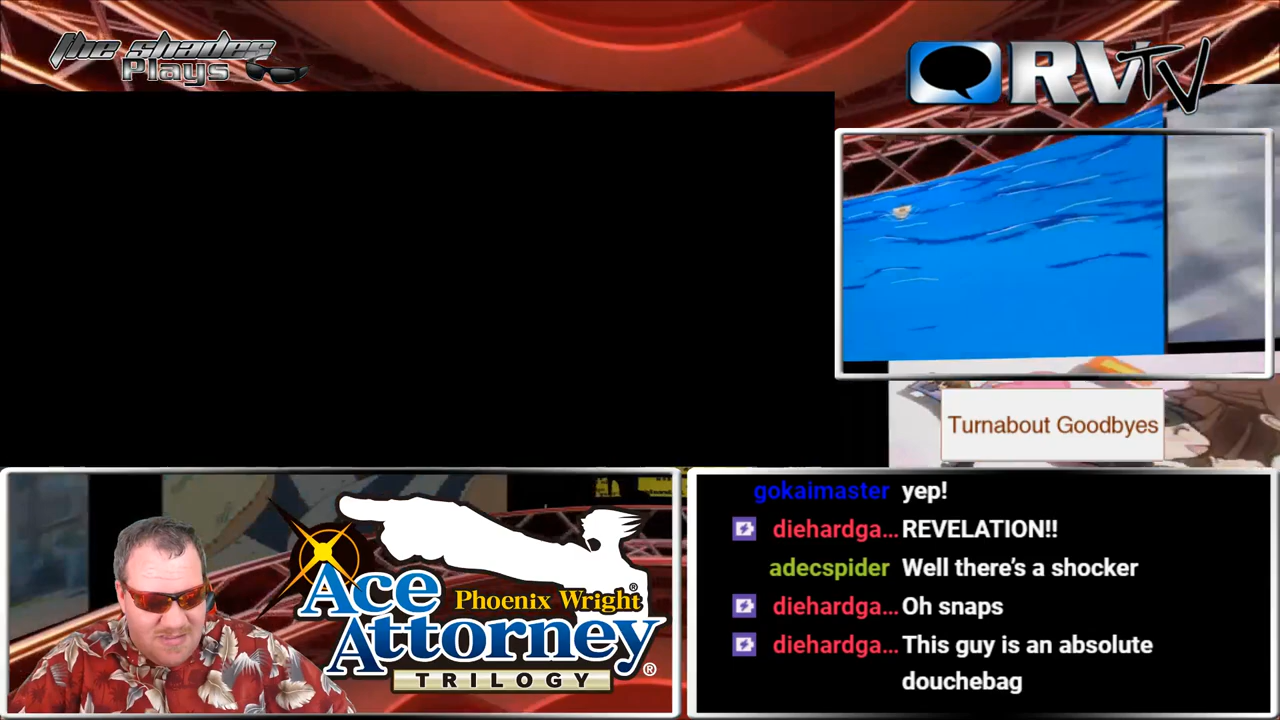 The Shades
Plays
RVTV
Turnabout Goodbyes
gokaimaster yep!
diehardga... REVELATION!!
adecspider Well there's a shocker
diehardga... Oh snaps
diehardga... This guy is an absolute
douchebag
Phoenix Wright®
Ace
Attorney®
TRILOGY